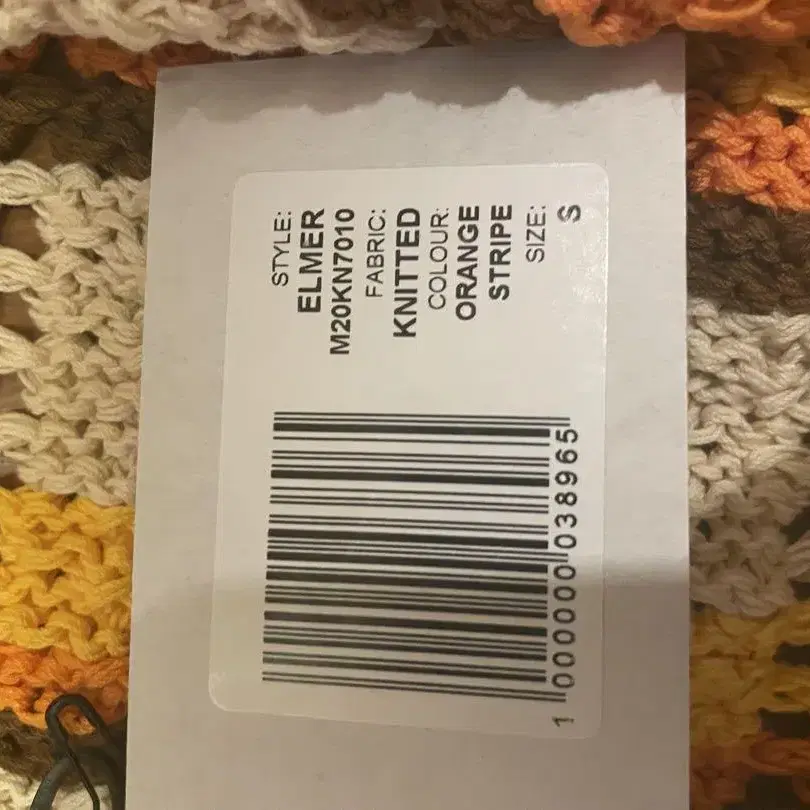 STYLE:
ELMER
M20KN7010
FABRIC:
KNITTED
COLOUR:
ORANGE
STRIPE
SIZE:
S
1 000000 038965